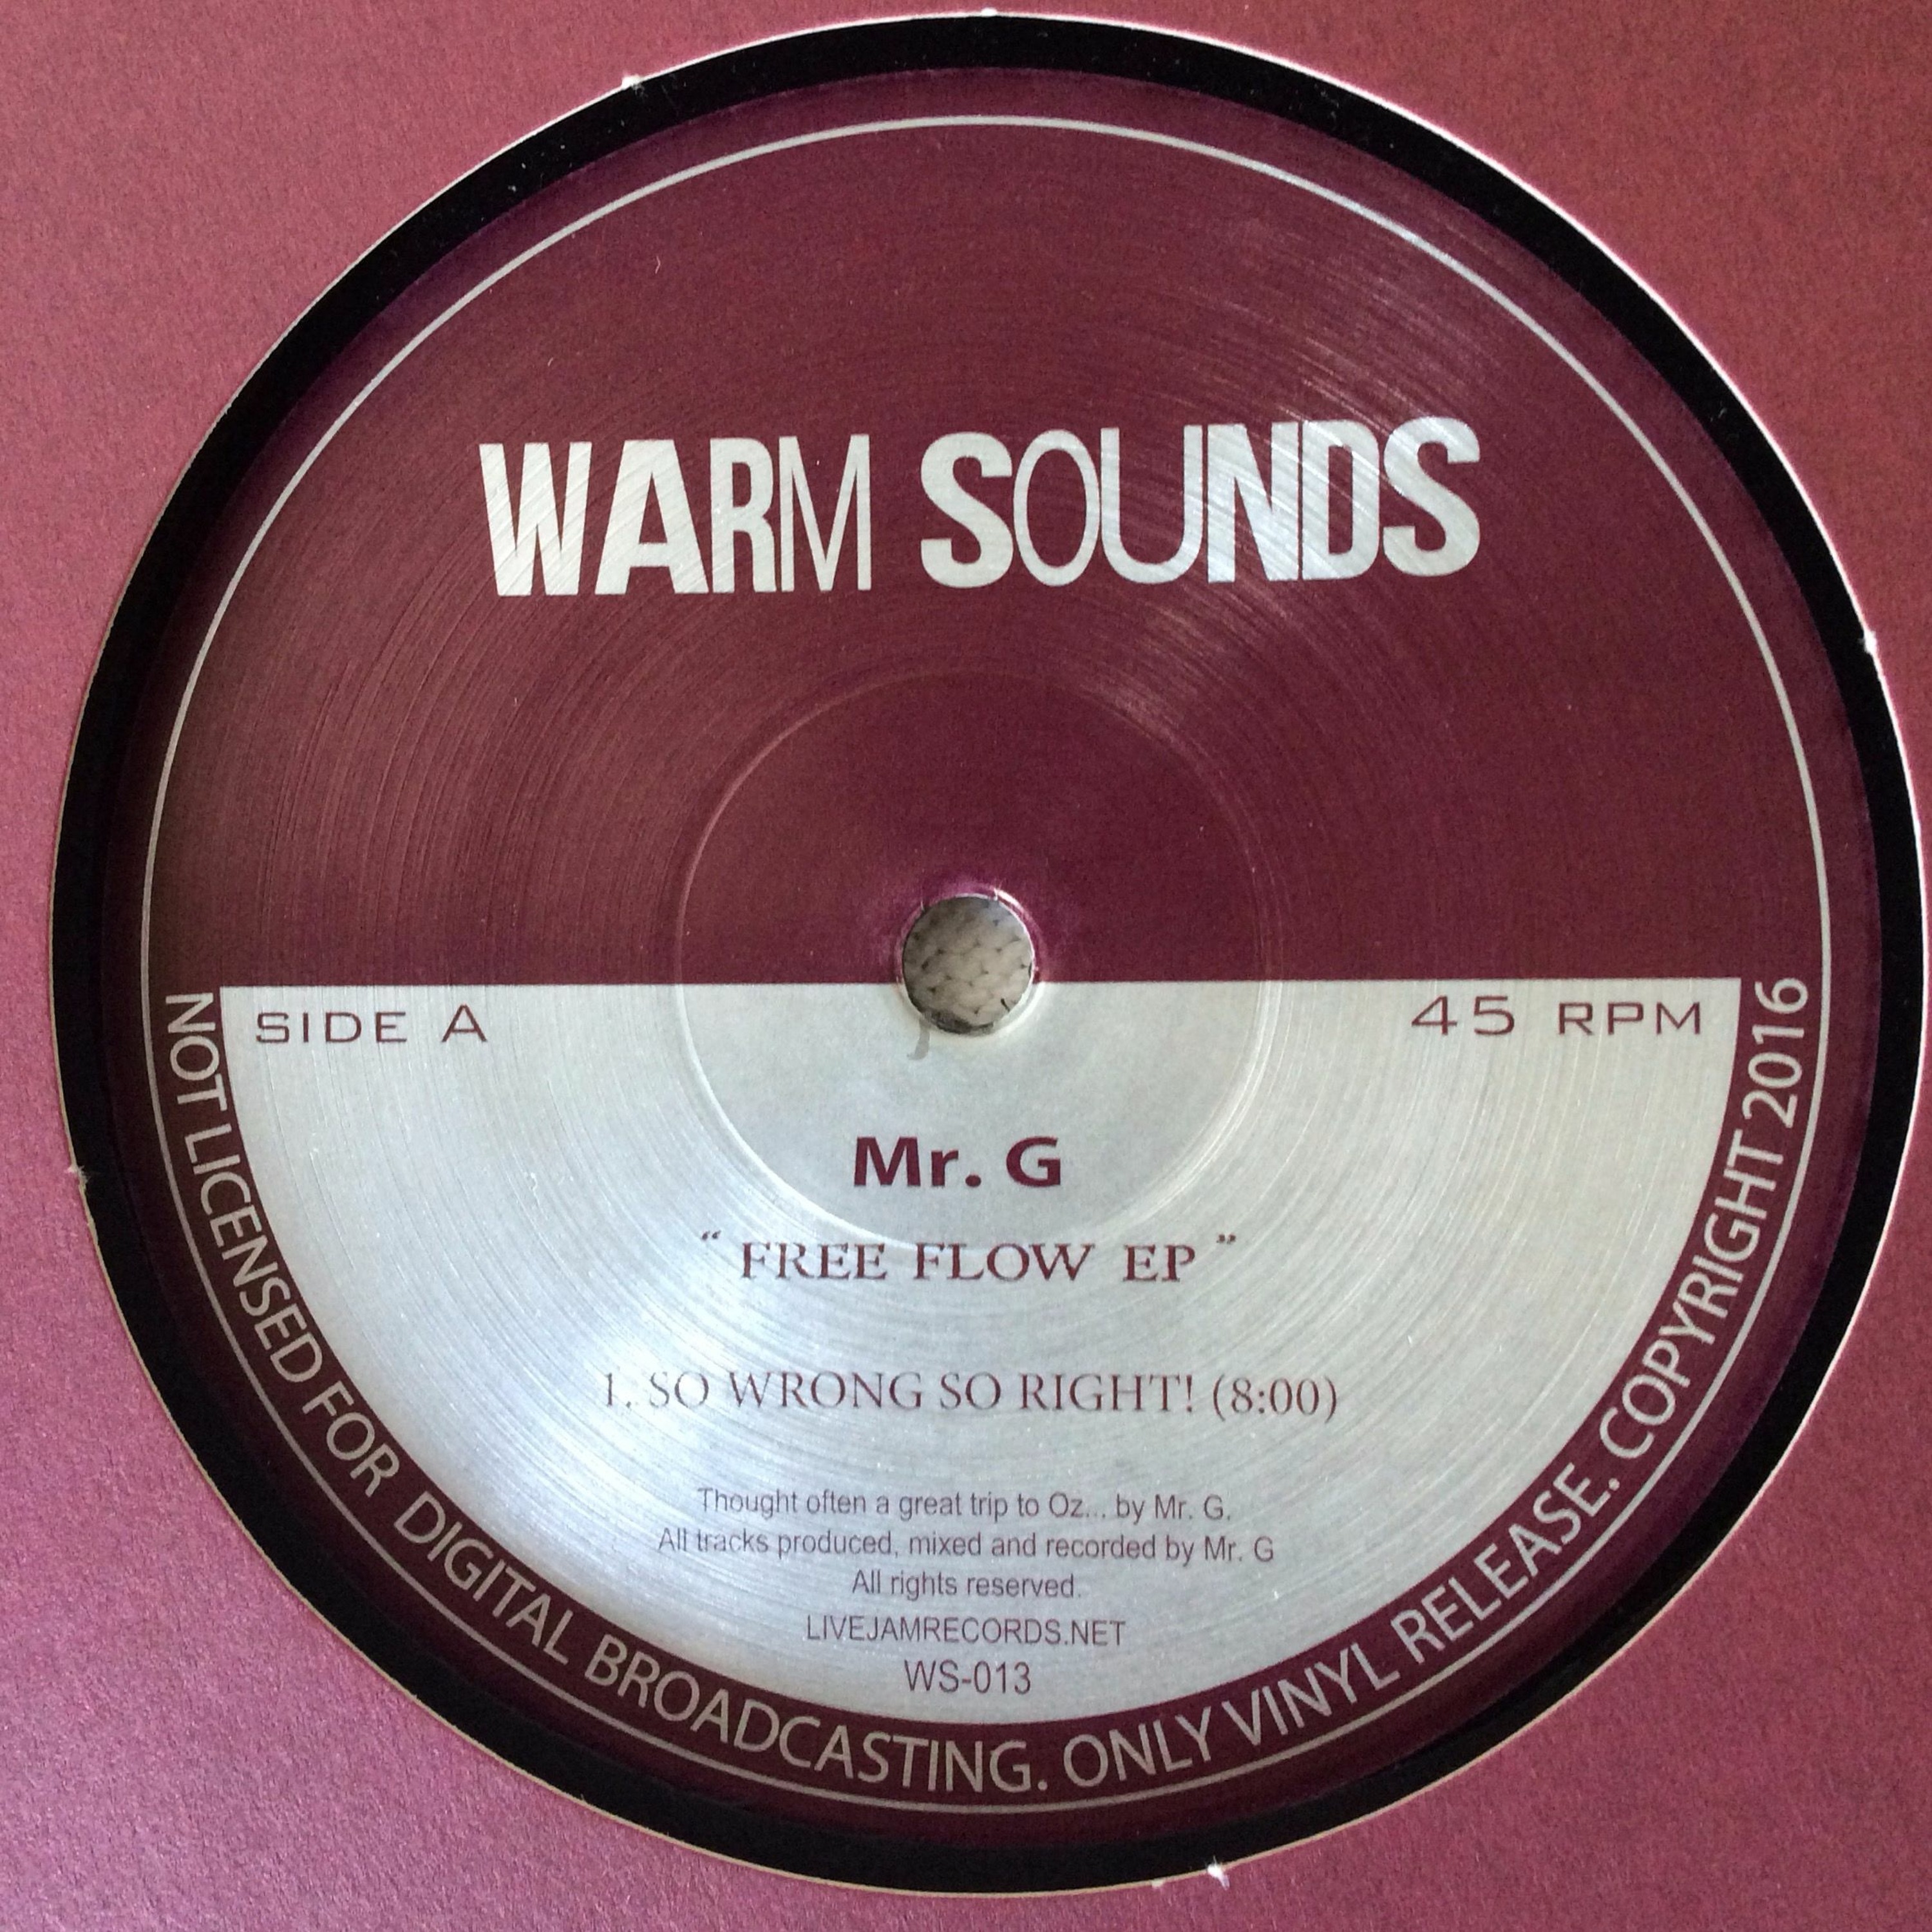 WARM SOUNDS
SIDE A
45 RPM
Mr. G
“ FREE FLOW EP ”
1. SO WRONG SO RIGHT! (8:00)
Thought often a great trip to Oz... by Mr. G.
All tracks produced, mixed and recorded by Mr. G
All rights reserved.
LIVEJAMRECORDS.NET
WS-013
NOT LICENSED FOR DIGITAL BROADCASTING. ONLY VINYL RELEASE. COPYRIGHT 2016